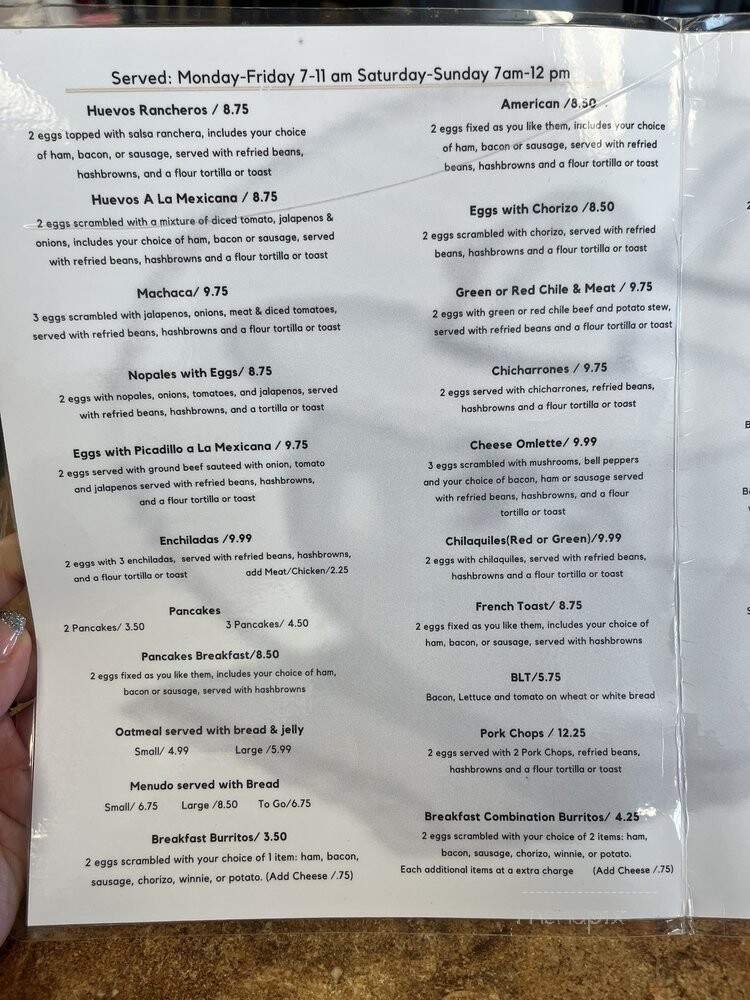 Served: Monday-Friday 7-11 am Saturday-Sunday 7am-12 pm
Huevos Rancheros / 8.75
2 eggs topped with salsa ranchera, includes your choice
of ham, bacon, or sausage, served with refried beans,
hashbrowns, and a flour tortilla or toast
Huevos A La Mexicana / 8.75
2 eggs scrambled with a mixture of diced tomato, jalapenos &
onions, includes your choice of ham, bacon or sausage, served
with refried beans, hashbrowns and a flour tortilla or toast
Machaca/ 9.75
3 eggs scrambled with jalapenos, onions, meat & diced tomatoes,
served with refried beans, hashbrowns and a flour tortilla or toast
Nopales with Eggs/ 8.75
2 eggs with nopales, onions, tomatoes, and jalapenos, served
with refried beans, hashbrowns, and a tortilla or toast
Eggs with Picadillo a La Mexicana / 9.75
2 eggs served with ground beef sauteed with onion, tomato
and jalapenos served with refried beans, hashbrowns,
and a flour tortilla or toast
Enchiladas /9.99
2 eggs with 3 enchiladas, served with refried beans, hashbrowns,
and a flour tortilla or toast add Meat/Chicken/2.25
Pancakes
2 Pancakes/ 3.50 3 Pancakes/ 4.50
Pancakes Breakfast/8.50
2 eggs fixed as you like them, includes your choice of ham,
bacon or sausage, served with hashbrowns
Oatmeal served with bread & jelly
Small/ 4.99 Large /5.99
Menudo served with Bread
Small/ 6.75 Large /8.50 To Go/6.75
Breakfast Burritos/ 3.50
2 eggs scrambled with your choice of 1 item: ham, bacon,
sausage, chorizo, winnie, or potato. (Add Cheese /.75)
American /8.50
2 eggs fixed as you like them, includes your choice
of ham, bacon or sausage, served with refried
beans, hashbrowns and a flour tortilla or toast
Eggs with Chorizo /8.50
2 eggs scrambled with chorizo, served with refried
beans, hashbrowns and a flour tortilla or toast
Green or Red Chile & Meat / 9.75
2 eggs with green or red chile beef and potato stew,
served with refried beans and a flour tortilla or toast
Chicharrones / 9.75
2 eggs served with chicharrones, refried beans,
hashbrowns and a flour tortilla or toast
Cheese Omlette/ 9.99
3 eggs scrambled with mushrooms, bell peppers
and your choice of bacon, ham or sausage served
with refried beans, hashbrowns, and a flour
tortilla or toast
Chilaquiles(Red or Green)/9.99
2 eggs with chilaquiles, served with refried beans,
hashbrowns and a flour tortilla or toast
French Toast/ 8.75
2 eggs fixed as you like them, includes your choice of
ham, bacon, or sausage, served with hashbrowns
BLT/5.75
Bacon, Lettuce and tomato on wheat or white bread
Pork Chops / 12.25
2 eggs served with 2 Pork Chops, refried beans,
hashbrowns and a flour tortilla or toast
Breakfast Combination Burritos/ 4.25
2 eggs scrambled with your choice of 2 items: ham,
bacon, sausage, chorizo, winnie, or potato.
Each additional items at a extra charge (Add Cheese /.75)